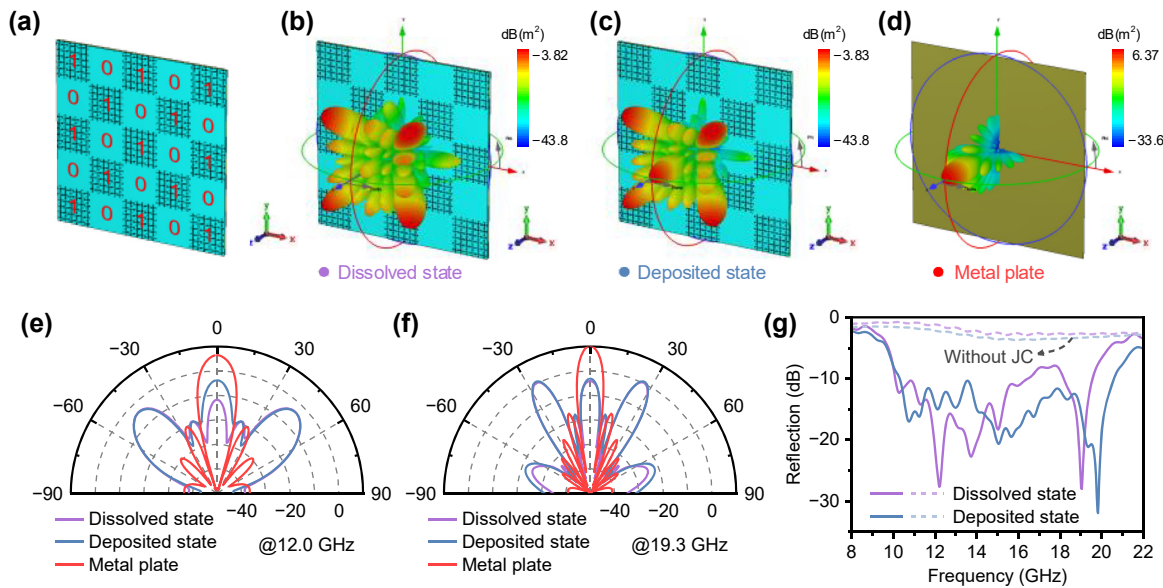 (a)
1 0 1 0 1
0 1 0 1 0
1 0 1 0 1
0 1 0 1 0
1 0 1 0 1
(b)
dB(m²)
−3.82
−43.8
(c)
dB(m²)
−3.83
−43.8
(d)
dB(m²)
6.37
−33.6
Dissolved state
Deposited state
Metal plate
(e)
0
−30
30
−60
60
−90
90
−40
−20
0
Dissolved state
Deposited state
Metal plate
@12.0 GHz
(f)
0
−30
30
−60
60
−90
90
−40
−20
0
Dissolved state
Deposited state
Metal plate
@19.3 GHz
(g)
0
−10
−20
−30
Reflection (dB)
Without JC
Dissolved state
Deposited state
8 10 12 14 16 18 20 22
Frequency (GHz)